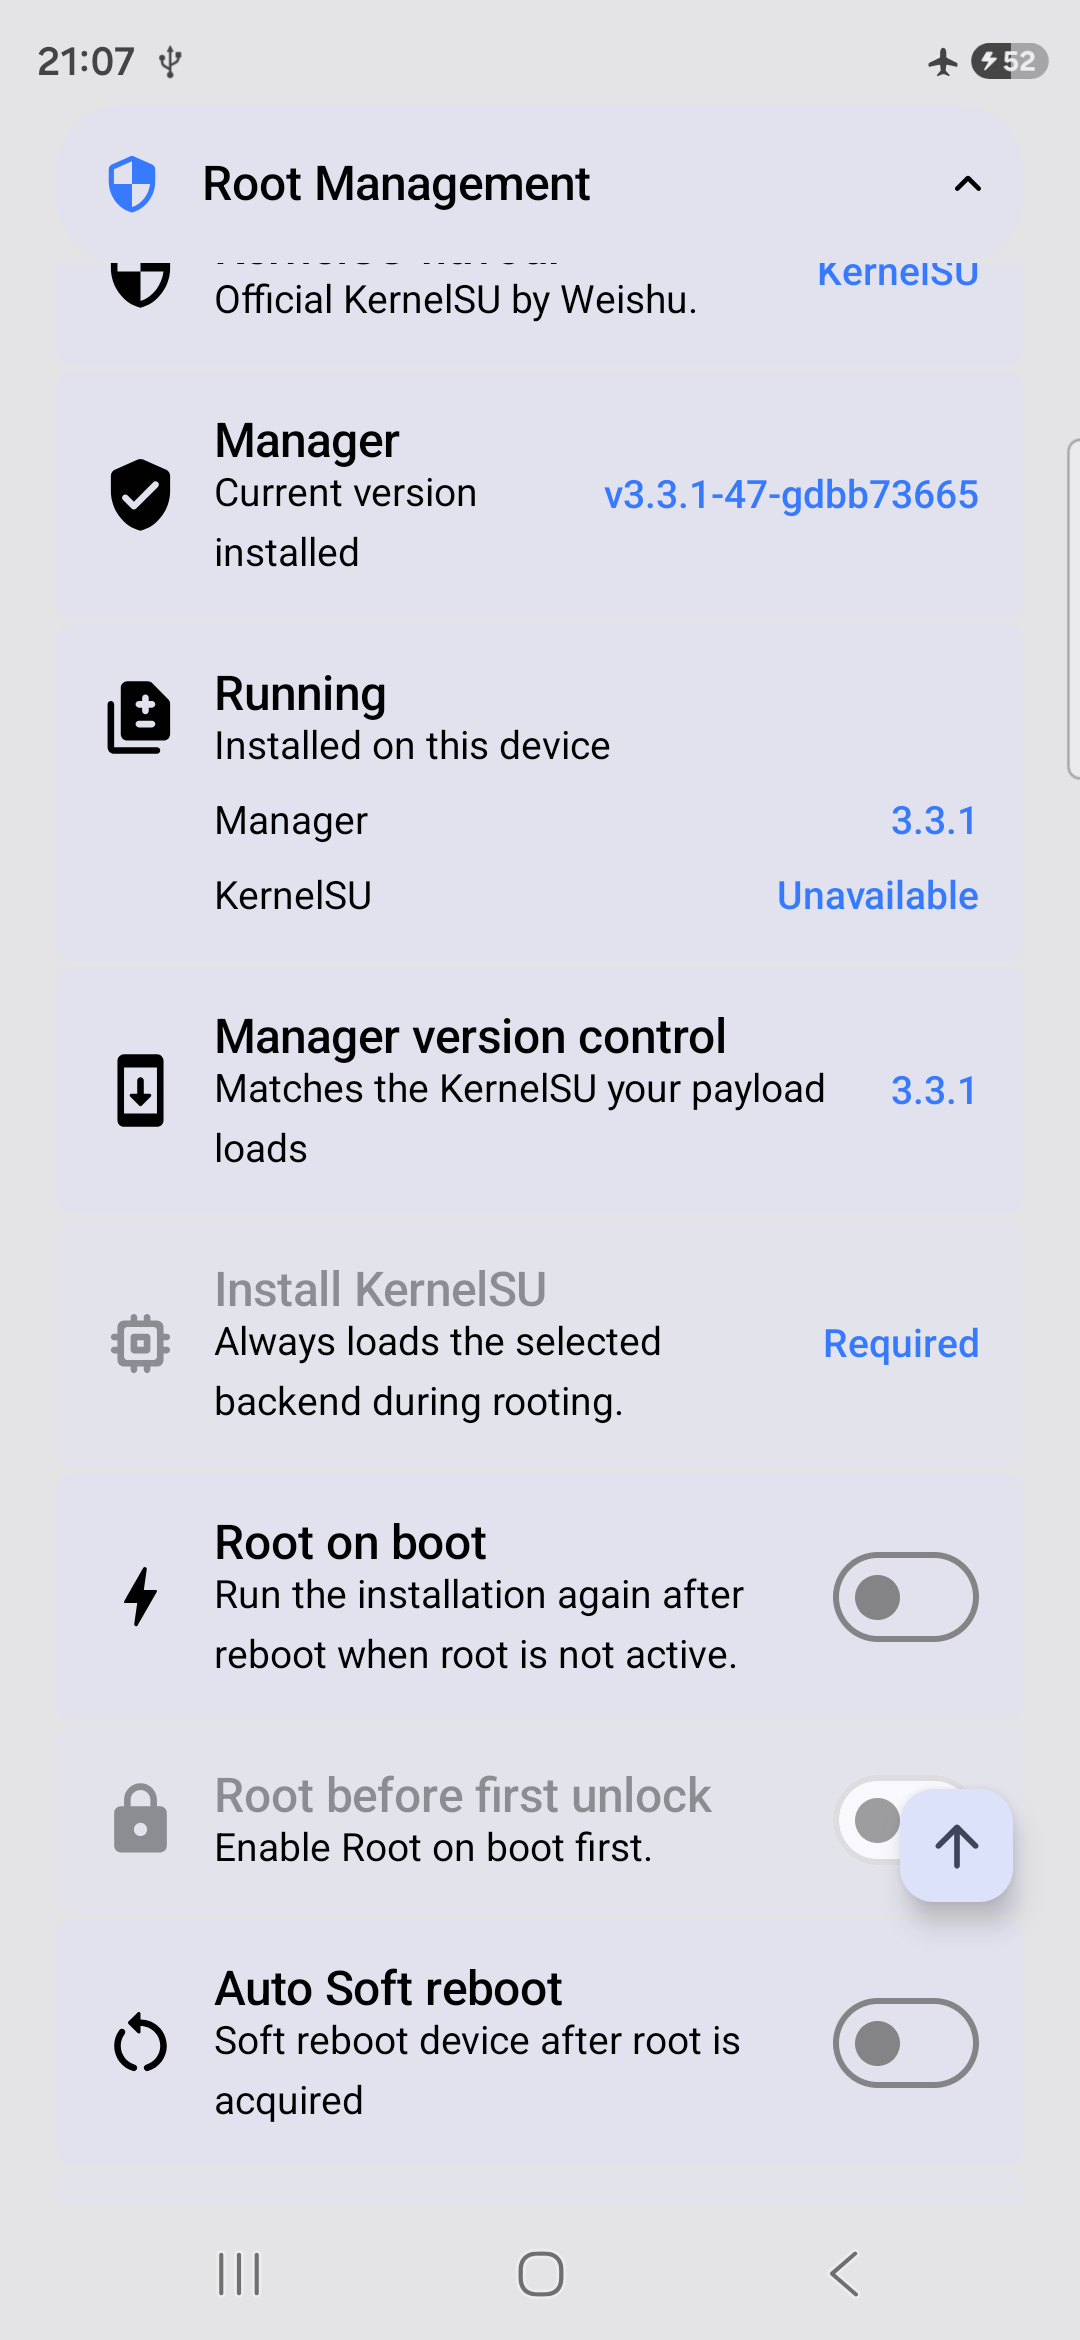 21:07
52
Root Management
KernelSU
Official KernelSU by Weishu.
Manager
Current version
installed
v3.3.1-47-gdbb73665
Running
Installed on this device
Manager
3.3.1
KernelSU
Unavailable
Manager version control
Matches the KernelSU your payload
loads
3.3.1
Install KernelSU
Always loads the selected
backend during rooting.
Required
Root on boot
Run the installation again after
reboot when root is not active.
Root before first unlock
Enable Root on boot first.
Auto Soft reboot
Soft reboot device after root is
acquired